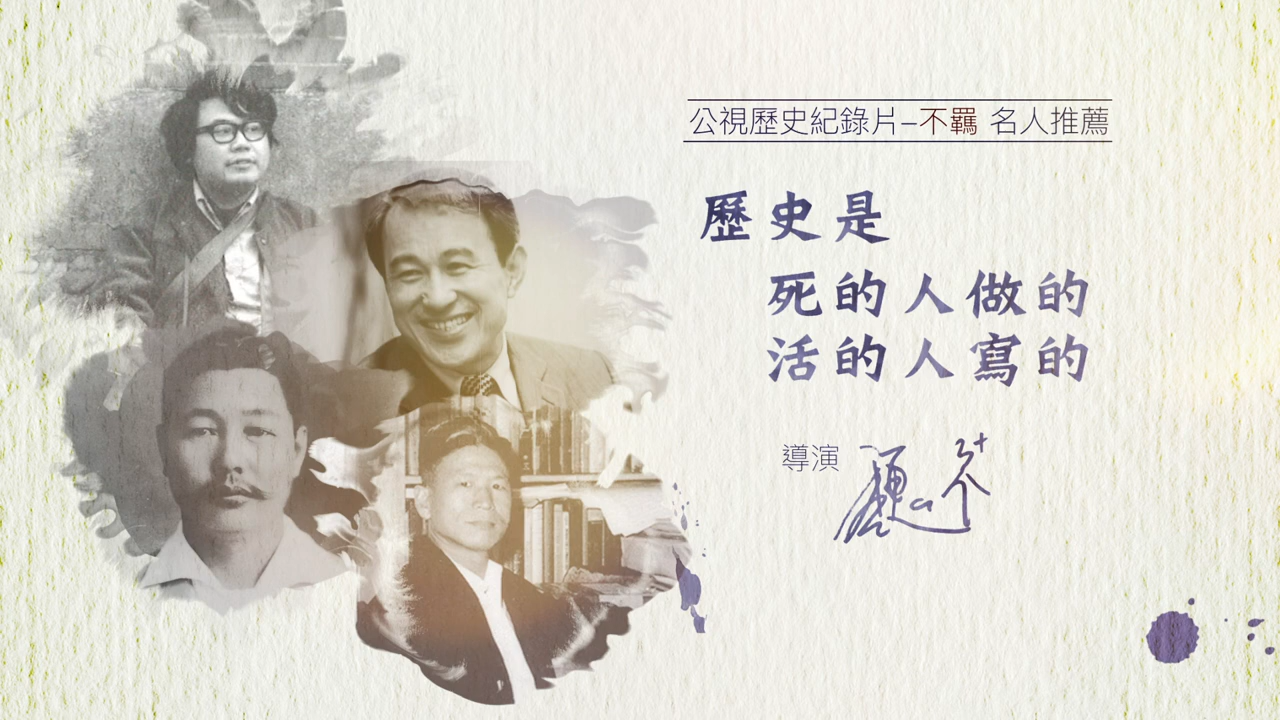 公視歷史紀錄片–不羈 名人推薦
歷史是
死的人做的
活的人寫的
導演